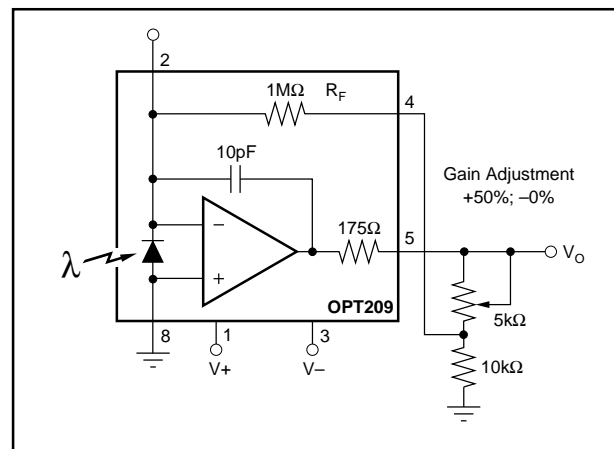 2
1MΩ R_F
4
10pF
Gain Adjustment
+50%; –0%
175Ω
5
V_O
–
+
λ
5kΩ
OPT209
8
1
3
10kΩ
V+
V–